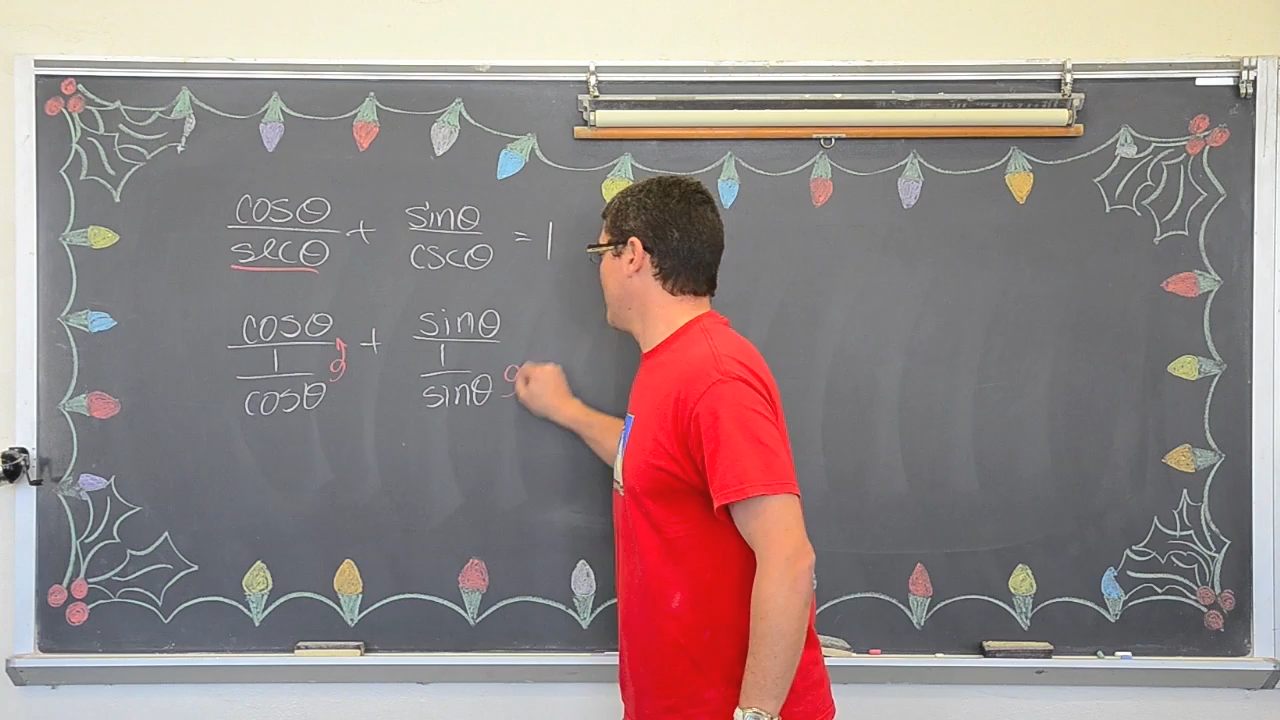 cosθ/secθ + sinθ/cscθ = 1
cosθ/(1/cosθ) + sinθ/(1/sinθ)